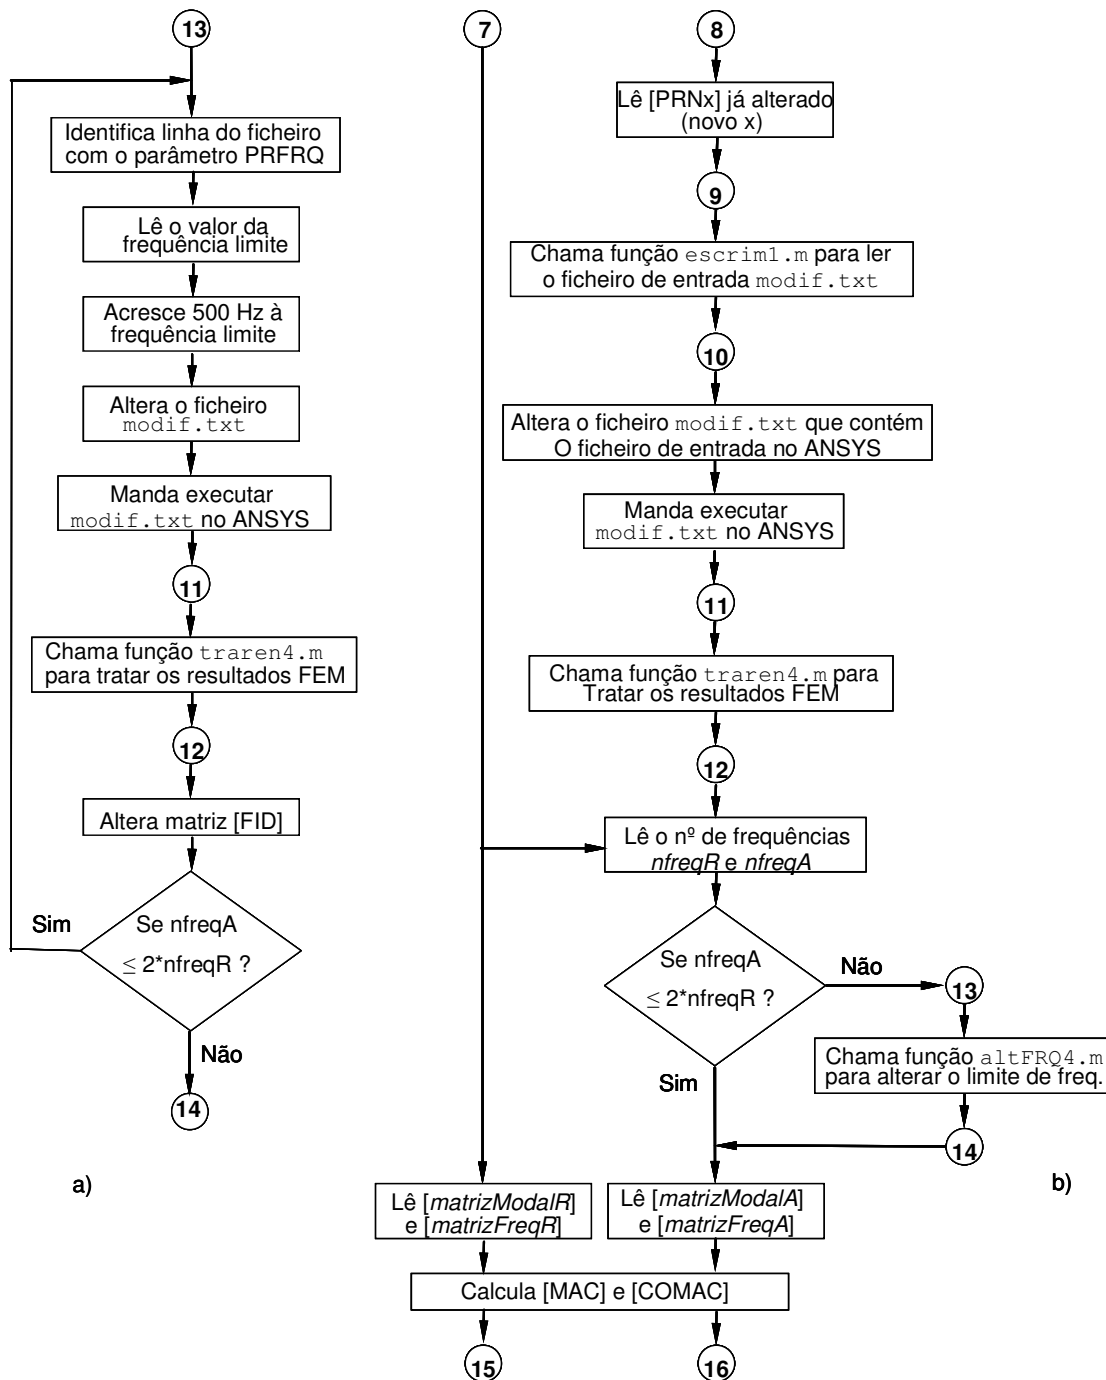 13
Identifica linha do ficheiro
com o parâmetro PRFRQ
Lê o valor da
frequência limite
Acresce 500 Hz à
frequência limite
Altera o ficheiro
modif.txt
Manda executar
modif.txt no ANSYS
11
Chama função traren4.m
para tratar os resultados FEM
12
Altera matriz [FID]
Sim
Se nfreqA
≤ 2*nfreqR ?
Não
14
a)
7
8
Lê [PRNx] já alterado
(novo x)
9
Chama função escrim1.m para ler
o ficheiro de entrada modif.txt
10
Altera o ficheiro modif.txt que contém
O ficheiro de entrada no ANSYS
Manda executar
modif.txt no ANSYS
11
Chama função traren4.m para
Tratar os resultados FEM
12
Lê o nº de frequências
nfreqR e nfreqA
Se nfreqA
≤ 2*nfreqR ?
Não
13
Chama função altFRQ4.m
para alterar o limite de freq.
Sim
14
b)
Lê [matrizModalR]
e [matrizFreqR]
Lê [matrizModalA]
e [matrizFreqA]
Calcula [MAC] e [COMAC]
15
16